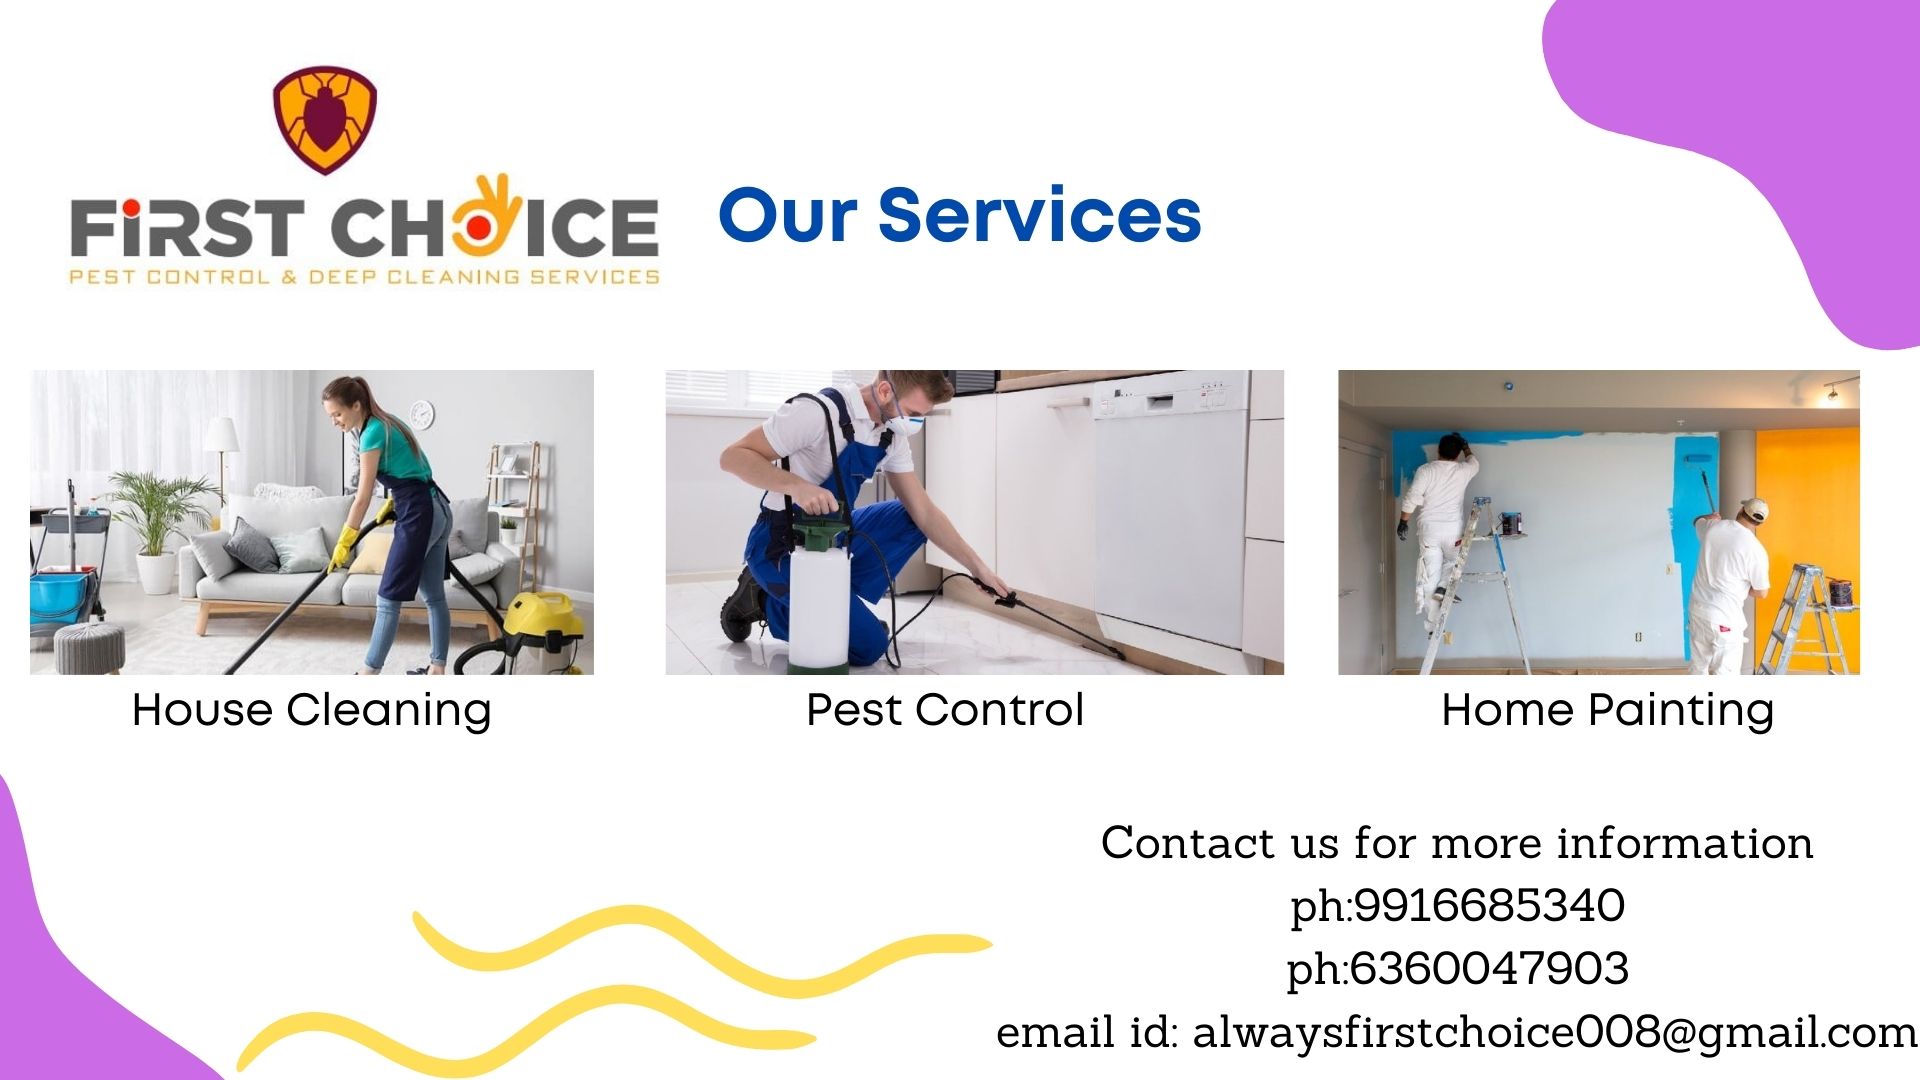 FiRST CHOICE
PEST CONTROL & DEEP CLEANING SERVICES
Our Services
House Cleaning
Pest Control
Home Painting
Contact us for more information
ph:9916685340
ph:6360047903
email id: alwaysfirstchoice008@gmail.com